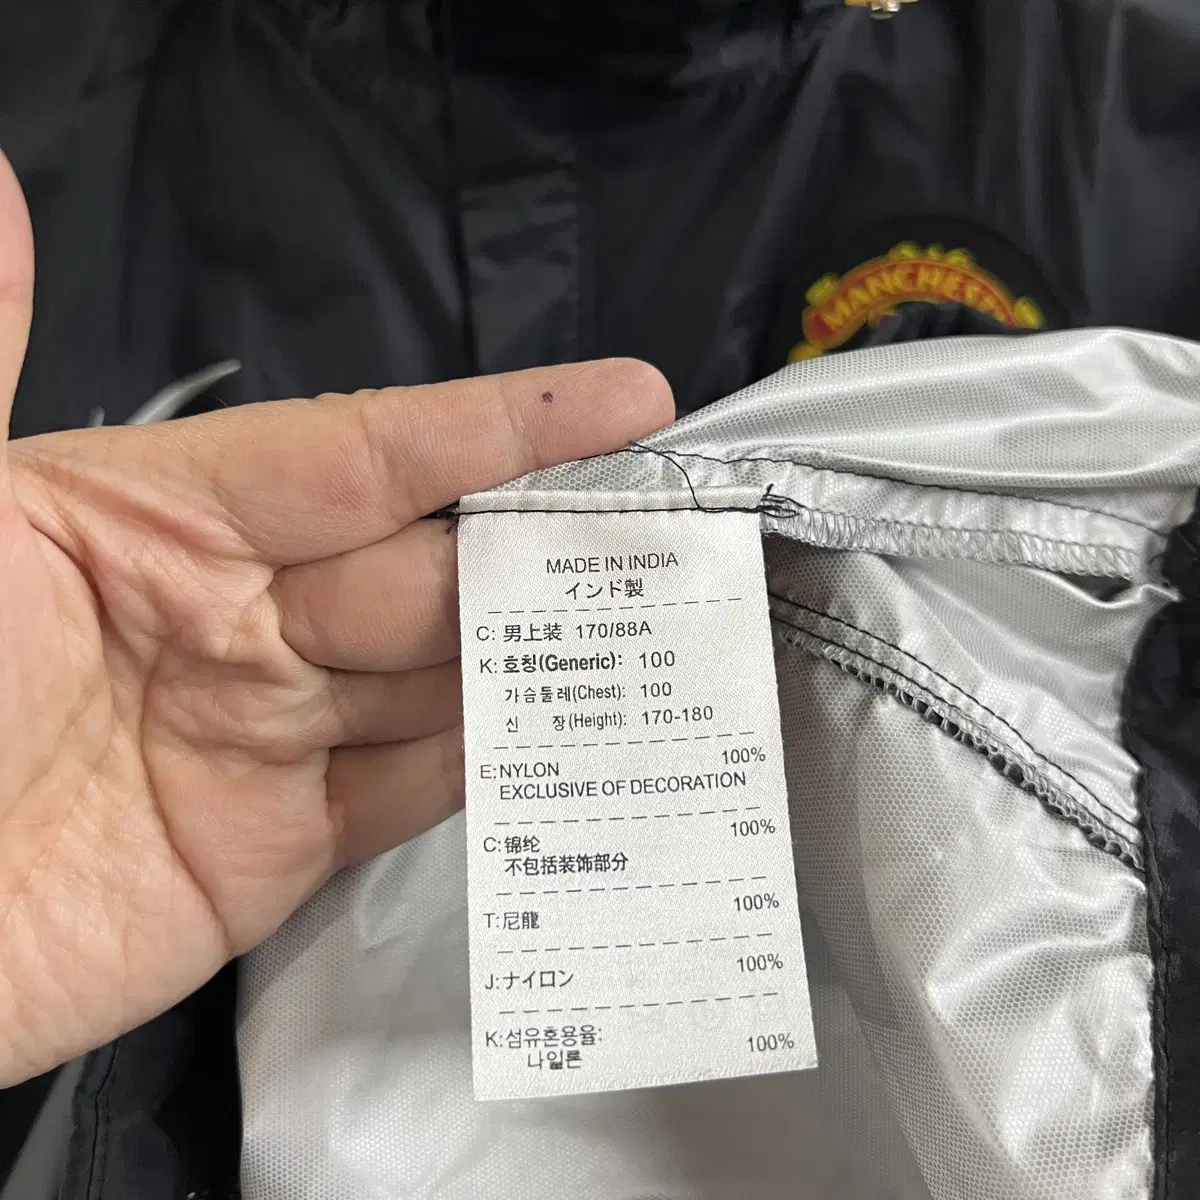 MANCHES
MADE IN INDIA
インド製
C: 男上装 170/88A
K: 호칭(Generic): 100
가슴둘레(Chest): 100
신 장(Height): 170-180
E:NYLON 100%
EXCLUSIVE OF DECORATION
C:锦纶 100%
不包括装饰部分
T:尼龍 100%
J:ナイロン 100%
K:섬유혼용율: 100%
나일론